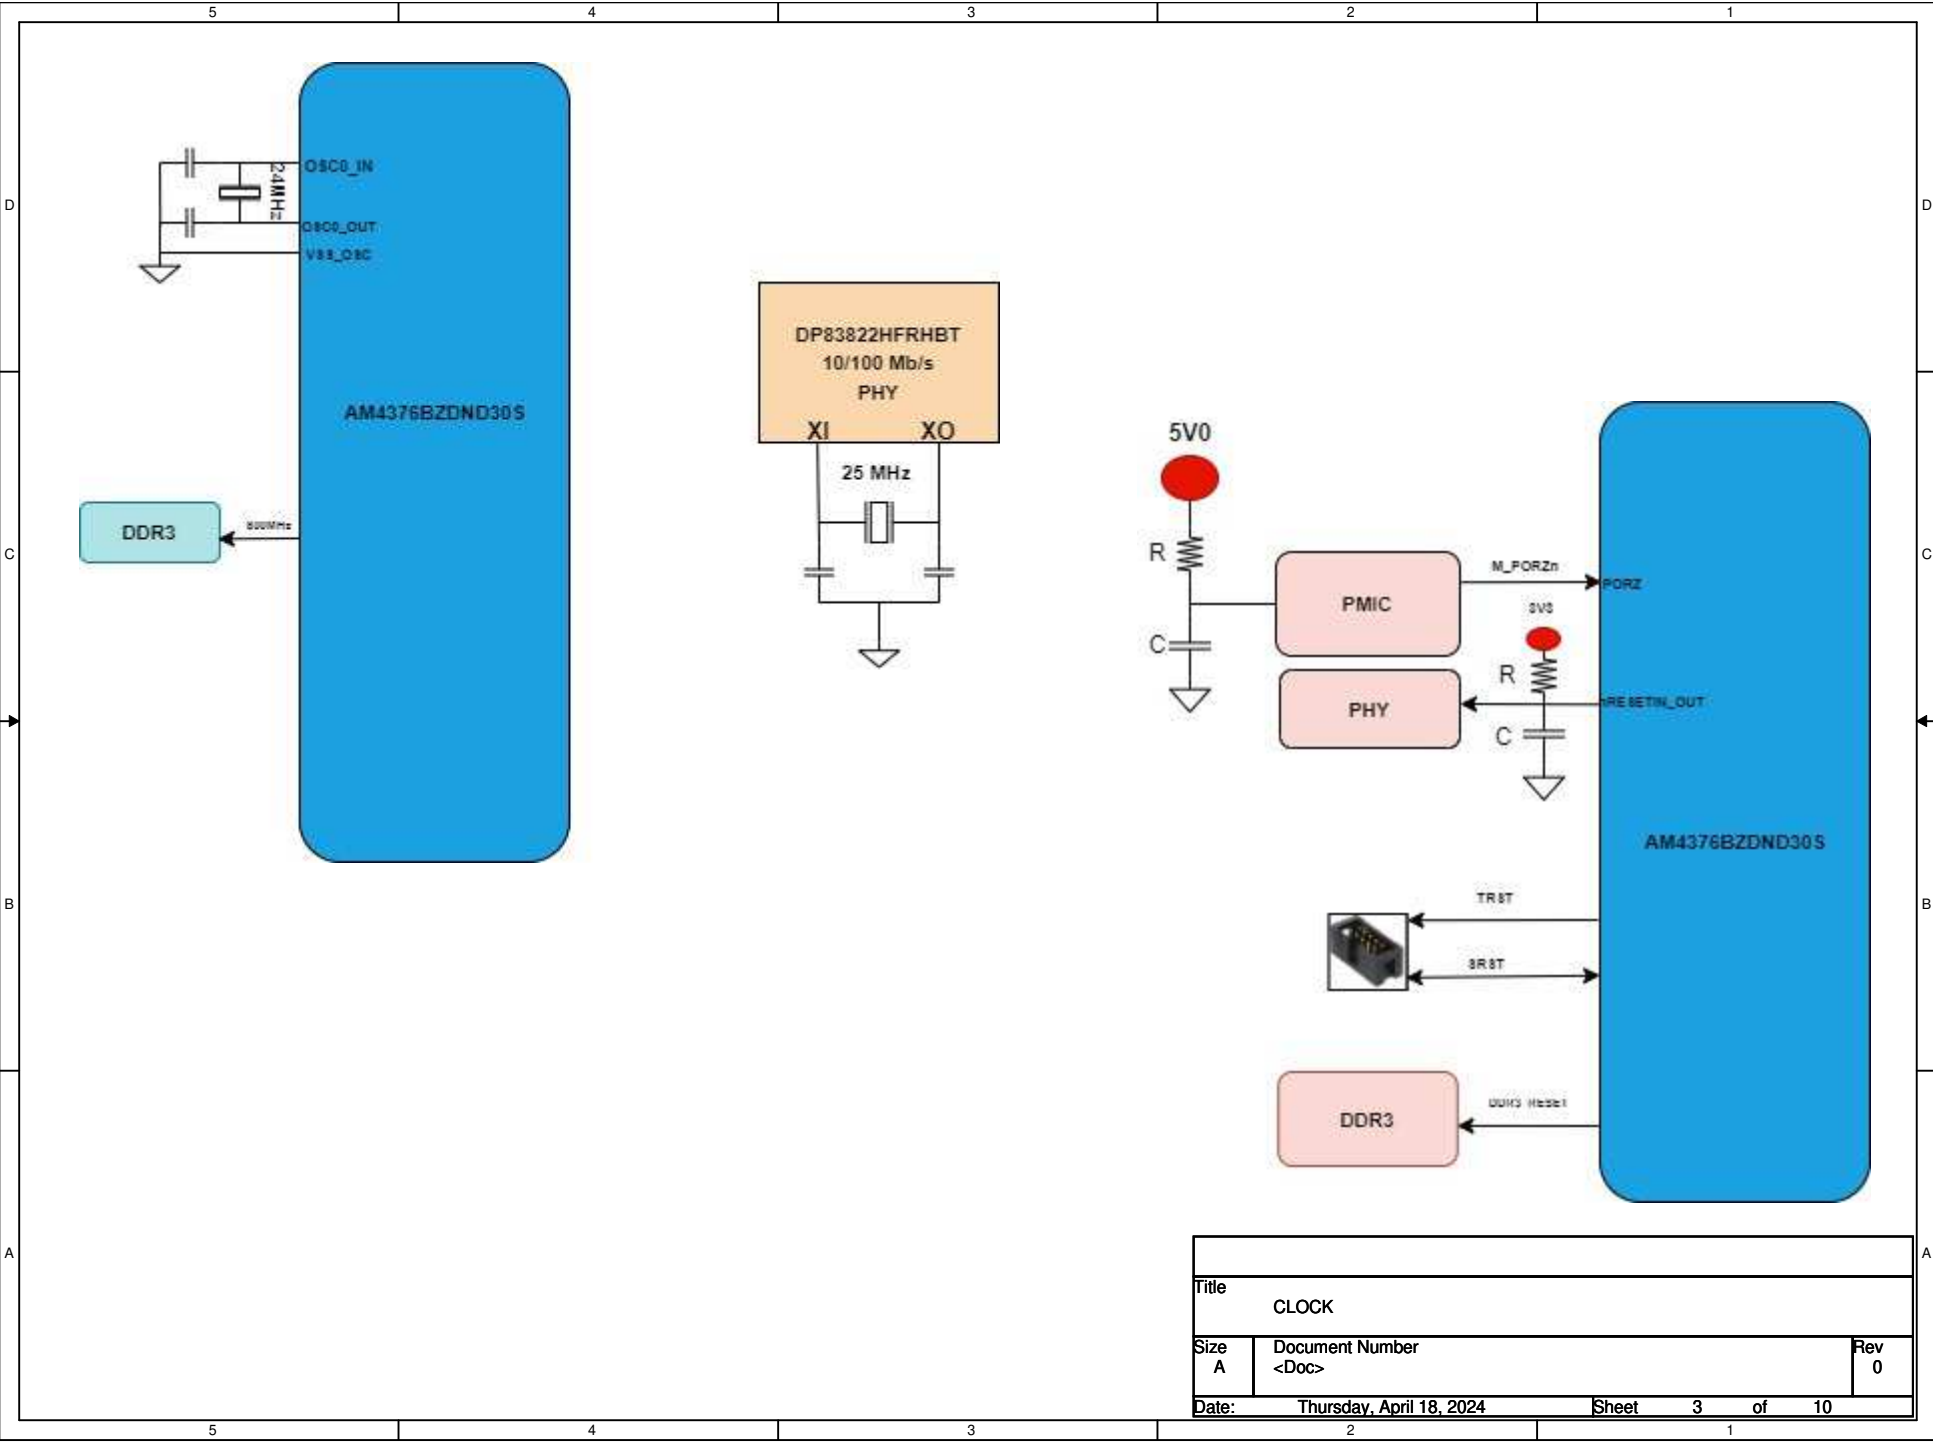 5 4 3 2 1
D
D
OSC0_IN
24MHz
OSC0_OUT
VSS_OSC
AM4376BZDND30S
DDR3
C
DP83822HFRHBT
10/100 Mb/s
PHY
XI XO
25 MHz
5V0
R
C
PMIC
M_PORZn
PORZ
R
C
PHY
nRESETIN_OUT
C
AM4376BZDND30S
B
TRST
SRST
B
DDR3
DDR3_RESET
A
A
Title
CLOCK
Size
A
Document Number
<Doc>
Rev
0
Date: Thursday, April 18, 2024
Sheet 3 of 10
5 4 3 2 1